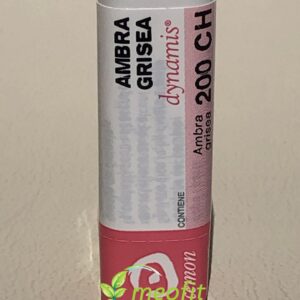 AMBRA
GRISEA
dynamis®
CONTIENE
Ambra
grisea
200 CH